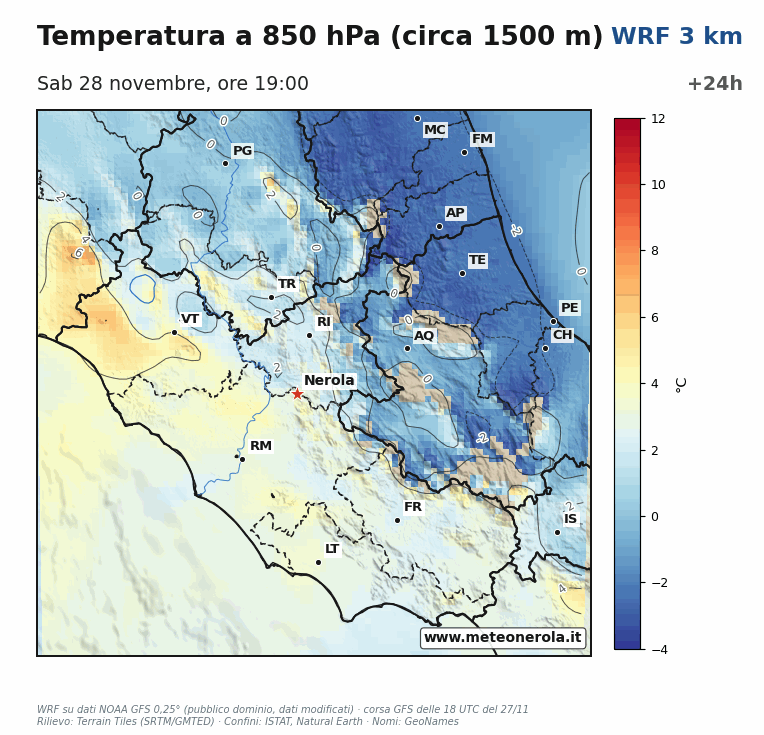 Temperatura a 850 hPa (circa 1500 m) WRF 3 km
Sab 28 novembre, ore 19:00 +24h
MC
FM
PG
AP
TE
TR
PE
VT
RI
AQ
CH
Nerola
RM
FR
IS
LT
www.meteonerola.it
12
10
8
6
4
2
0
−2
−4
°C
WRF su dati NOAA GFS 0,25° (pubblico dominio, dati modificati) · corsa GFS delle 18 UTC del 27/11
Rilievo: Terrain Tiles (SRTM/GMTED) · Confini: ISTAT, Natural Earth · Nomi: GeoNames